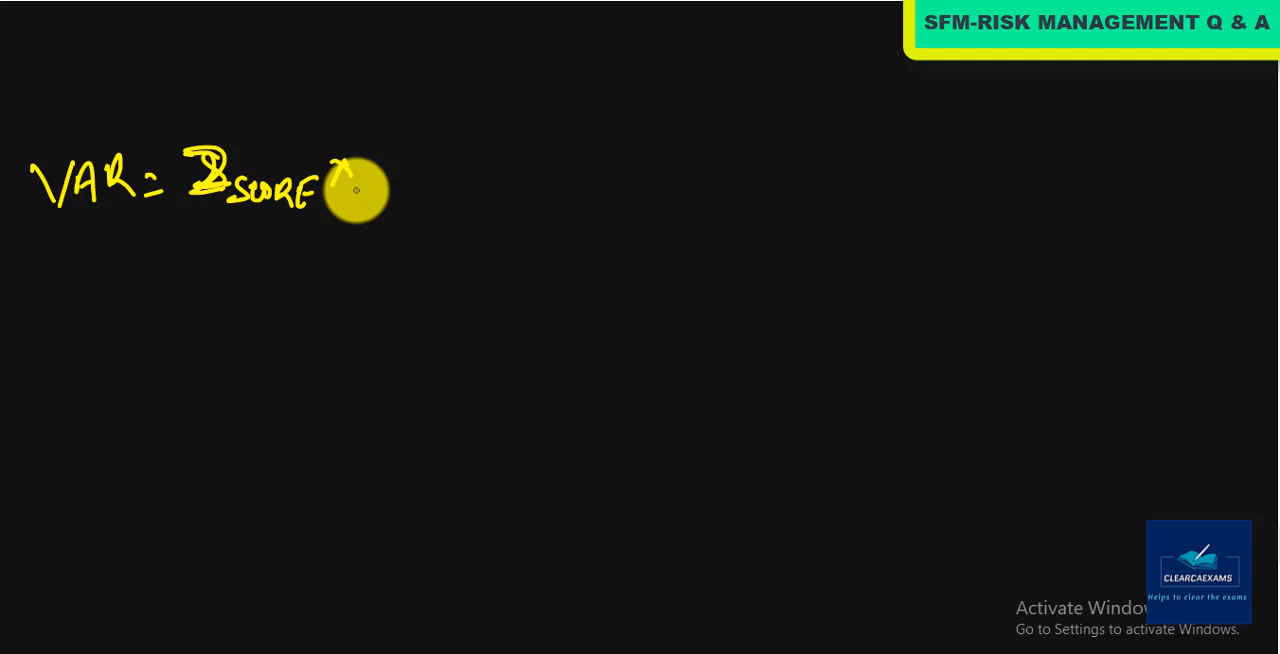 SFM-RISK MANAGEMENT Q & A
VAR = Z SCORE X
CLEARCAEXAMS
Helps to clear the exams
Activate Window
Go to Settings to activate Windows.